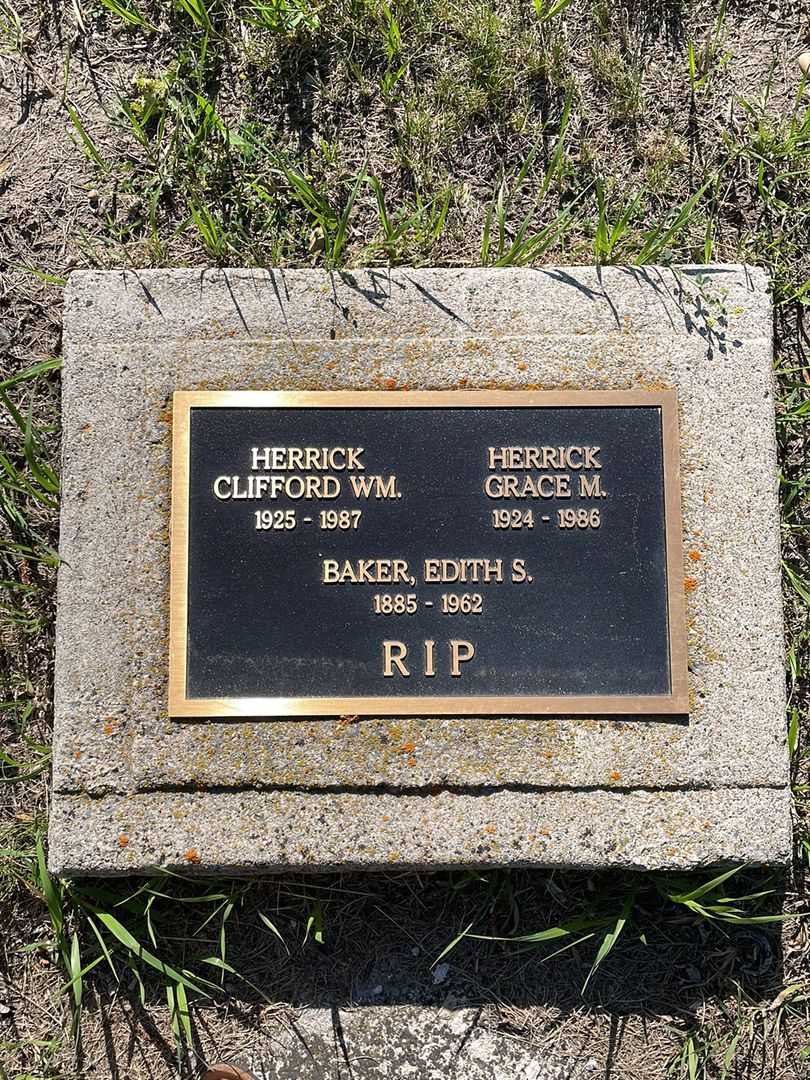 HERRICK
CLIFFORD WM.
1925 - 1987
HERRICK
GRACE M.
1924 - 1986
BAKER, EDITH S.
1885 - 1962
RIP